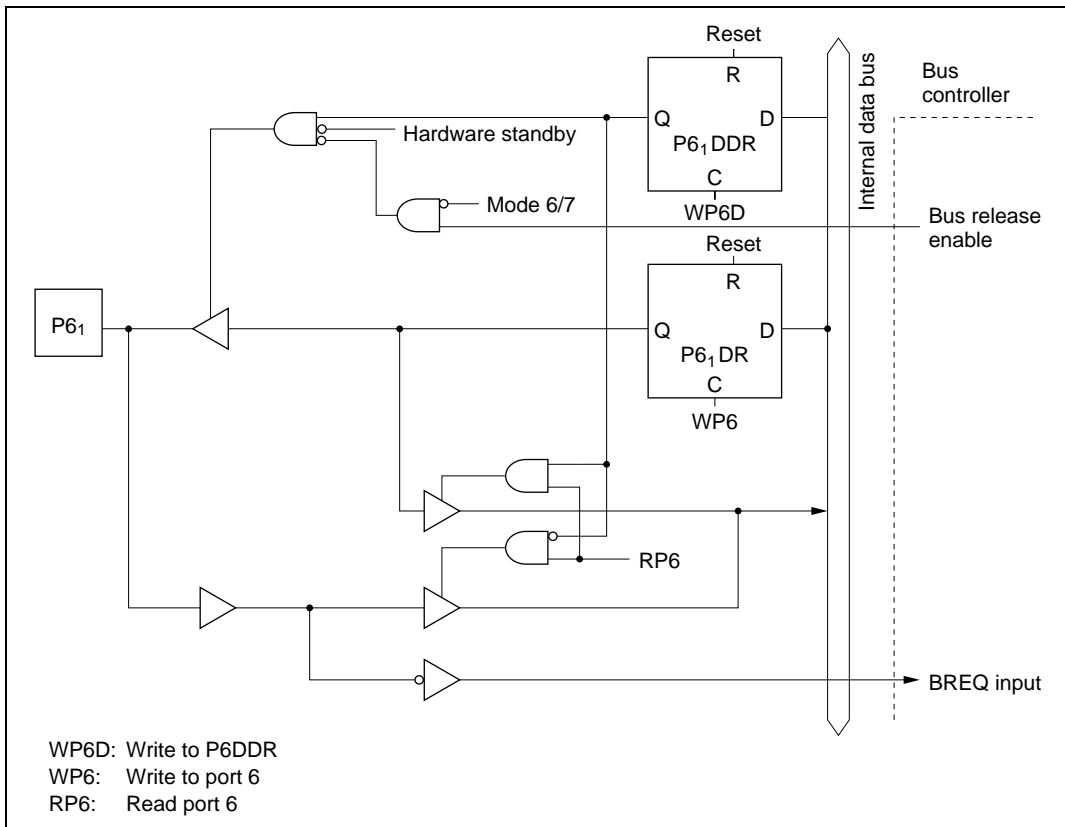 Reset
R
Q
D
P6₁DDR
C
WP6D
Hardware standby
Mode 6/7
Internal data bus
Bus
controller
Bus release
enable
Reset
R
Q
D
P6₁DR
C
WP6
P6₁
RP6
BREQ input
WP6D: Write to P6DDR
WP6: Write to port 6
RP6: Read port 6